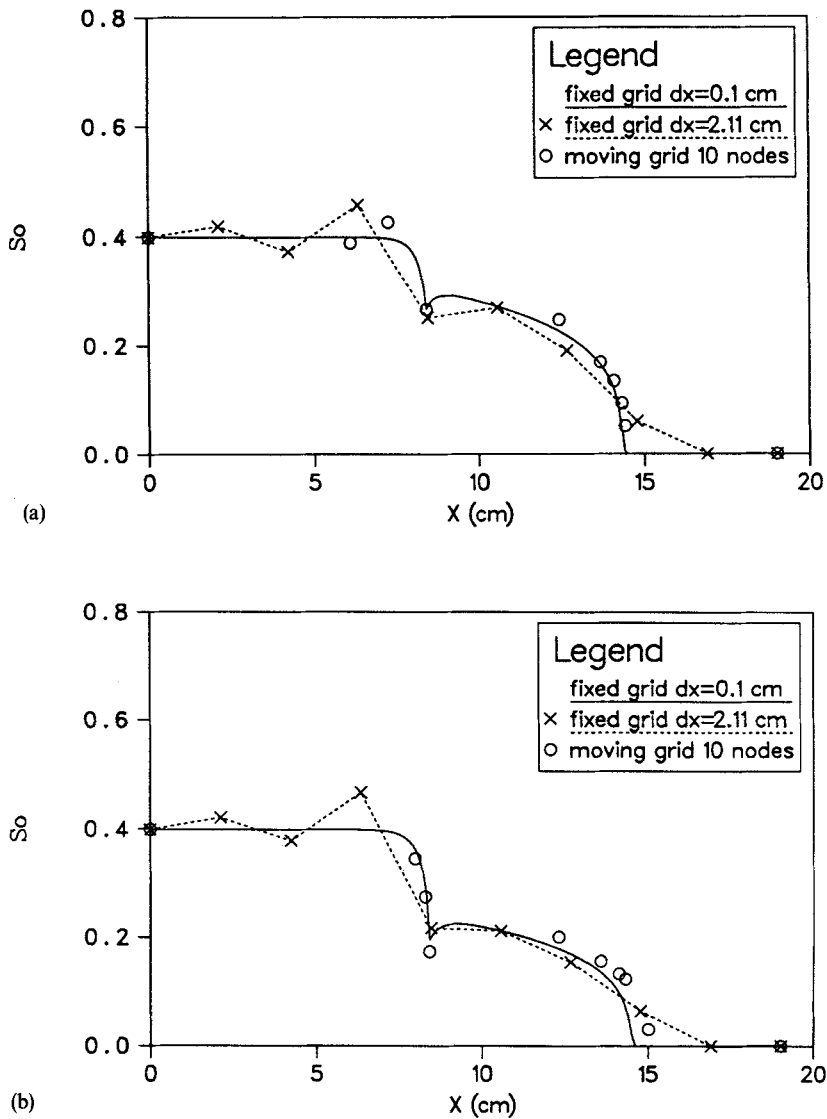 0.8
0.6
0.4
0.2
0.0
So
Legend
fixed grid dx=0.1 cm
fixed grid dx=2.11 cm
moving grid 10 nodes
0 5 10 15 20
X (cm)
(a)
0.8
0.6
0.4
0.2
0.0
So
Legend
fixed grid dx=0.1 cm
fixed grid dx=2.11 cm
moving grid 10 nodes
0 5 10 15 20
X (cm)
(b)